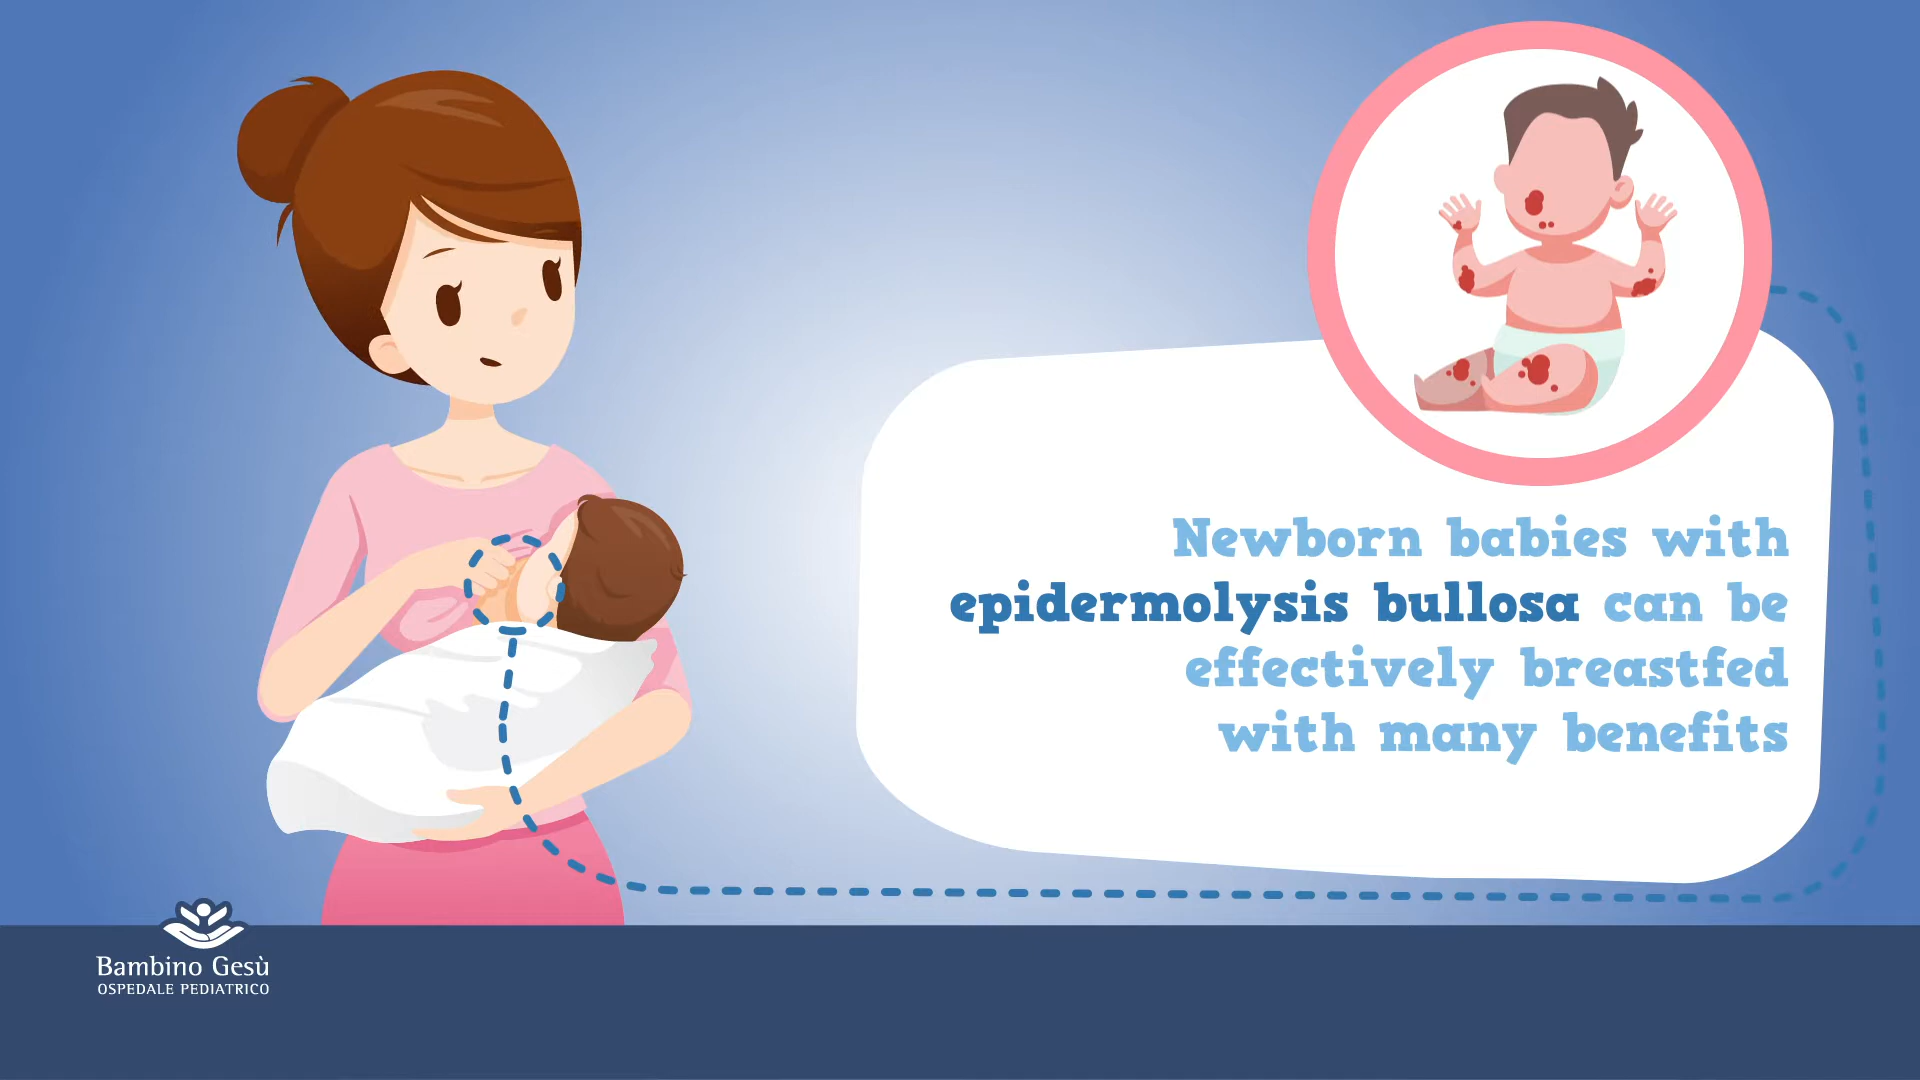 Newborn babies with
epidermolysis bullosa can be
effectively breastfed
with many benefits
Bambino Gesù
OSPEDALE PEDIATRICO